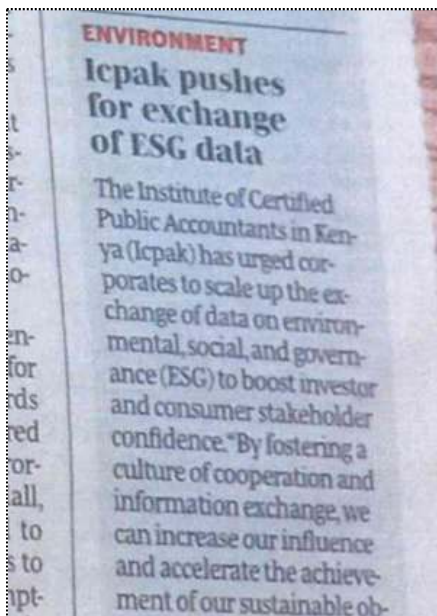 ENVIRONMENT
Icpak pushes
for exchange
of ESG data
The Institute of Certified
Public Accountants in Ken-
ya (Icpak) has urged cor-
porates to scale up the ex-
change of data on environ-
mental, social, and govern-
ance (ESG) to boost investor
and consumer stakeholder
confidence. "By fostering a
culture of cooperation and
information exchange, we
can increase our influence
and accelerate the achieve-
ment of our sustainable ob-